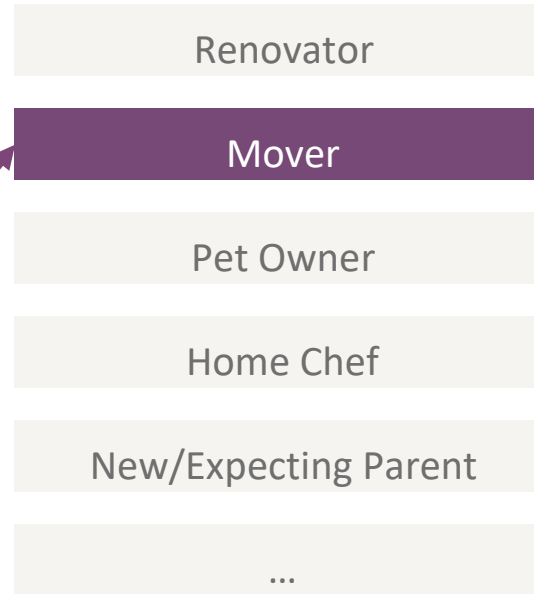 Renovator
Mover
Pet Owner
Home Chef
New/Expecting Parent
...